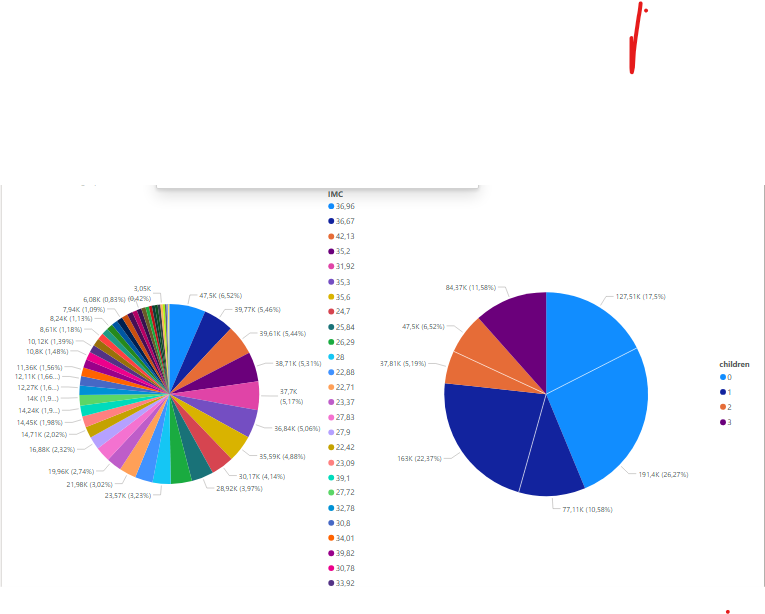 IMC
36,96
36,67
42,13
35,2
31,92
35,3
35,6
24,7
25,84
26,29
28
22,88
22,71
23,37
27,83
27,9
22,42
23,09
39,1
27,72
32,78
30,8
34,01
39,82
30,78
33,92
47,5K (6,52%)
39,77K (5,46%)
39,61K (5,44%)
38,71K (5,31%)
37,7K
(5,17%)
36,84K (5,06%)
35,59K (4,88%)
30,17K (4,14%)
28,92K (3,97%)
23,57K (3,23%)
21,98K (3,02%)
19,96K (2,74%)
16,88K (2,32%)
14,71K (2,02%)
14,45K (1,98%)
14,24K (1,9...)
14K (1,9...)
12,27K (1,6...)
12,11K (1,66...)
11,36K (1,56%)
10,8K (1,48%)
10,12K (1,39%)
8,61K (1,18%)
8,24K (1,13%)
7,94K (1,09%)
6,08K (0,83%)
3,05K
(0,42%)
127,51K (17,5%)
191,4K (26,27%)
77,11K (10,58%)
163K (22,37%)
37,81K (5,19%)
47,5K (6,52%)
84,37K (11,58%)
children
0
1
2
3